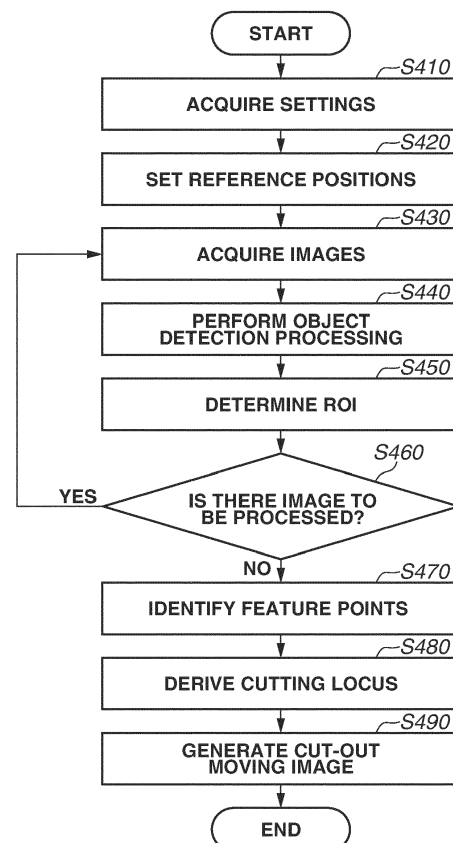 START
S410
ACQUIRE SETTINGS
S420
SET REFERENCE POSITIONS
S430
ACQUIRE IMAGES
S440
PERFORM OBJECT
DETECTION PROCESSING
S450
DETERMINE ROI
S460
IS THERE IMAGE TO
BE PROCESSED?
YES
NO
S470
IDENTIFY FEATURE POINTS
S480
DERIVE CUTTING LOCUS
S490
GENERATE CUT-OUT
MOVING IMAGE
END